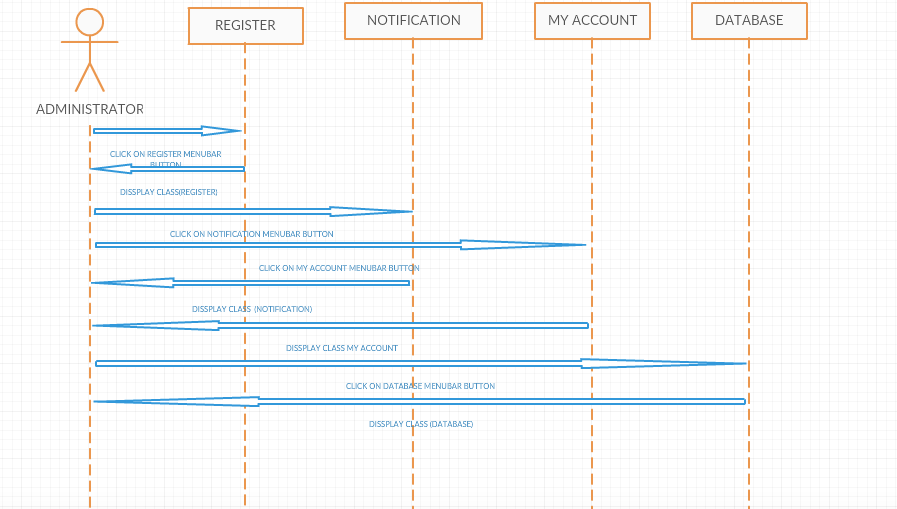 REGISTER
NOTIFICATION
MY ACCOUNT
DATABASE
ADMINISTRATOR
CLICK ON REGISTER MENUBAR
BUTTON
DISSPLAY CLASS(REGISTER)
CLICK ON NOTIFICATION MENUBAR BUTTON
CLICK ON MY ACCOUNT MENUBAR BUTTON
DISSPLAY CLASS (NOTIFICATION)
DISSPLAY CLASS MY ACCOUNT
CLICK ON DATABASE MENUBAR BUTTON
DISSPLAY CLASS (DATABASE)